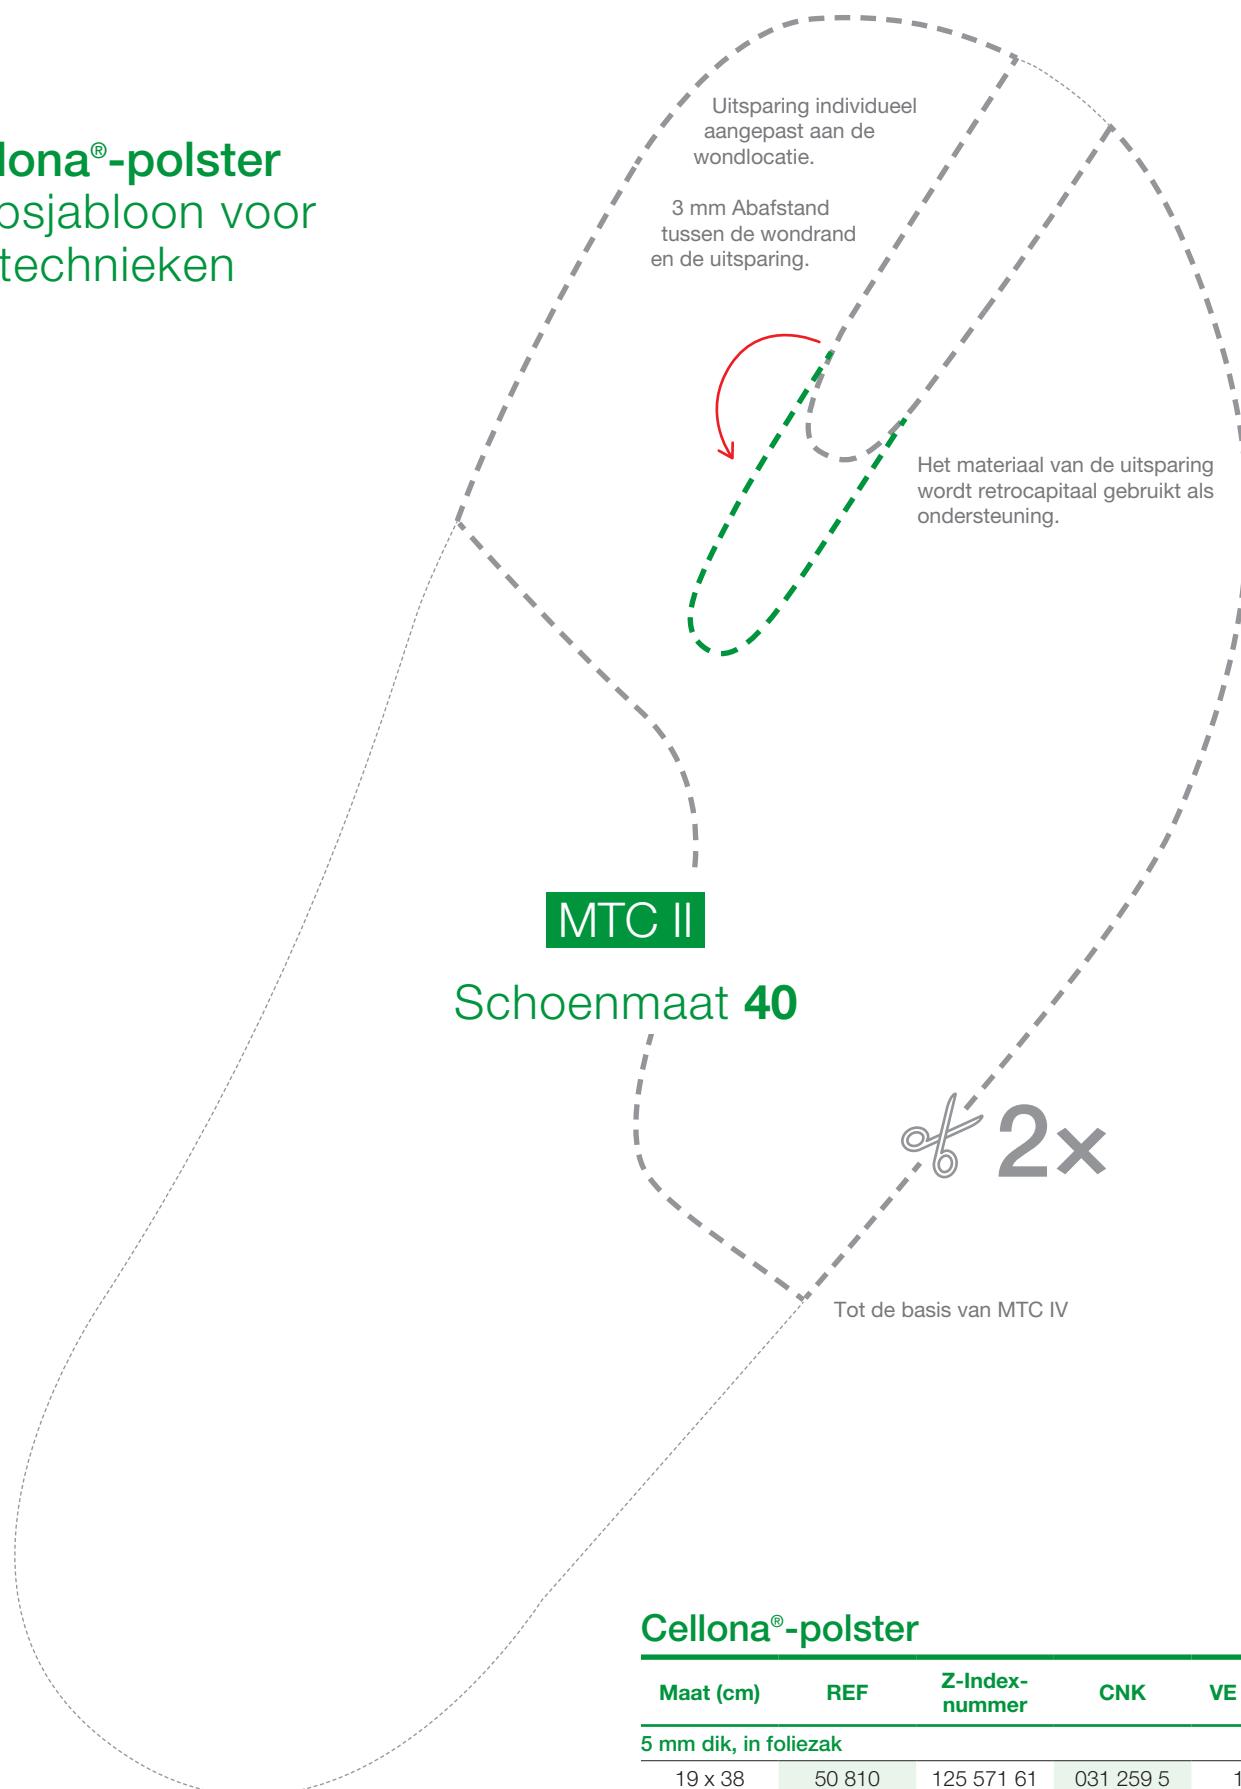 lona®-polster
psjabloon voor
technieken
Uitsparing individueel
aangepast aan de
wondlocatie.
3 mm Abafstand
tussen de wondrand
en de uitsparing.
Het materiaal van de uitsparing
wordt retrocapitaal gebruikt als
ondersteuning.
MTC II
Schoenmaat 40
2×
Tot de basis van MTC IV
Cellona®-polster
Maat (cm) REF Z-Index-nummer CNK VE
5 mm dik, in foliezak
19 x 38 50 810 125 571 61 031 259 5 1